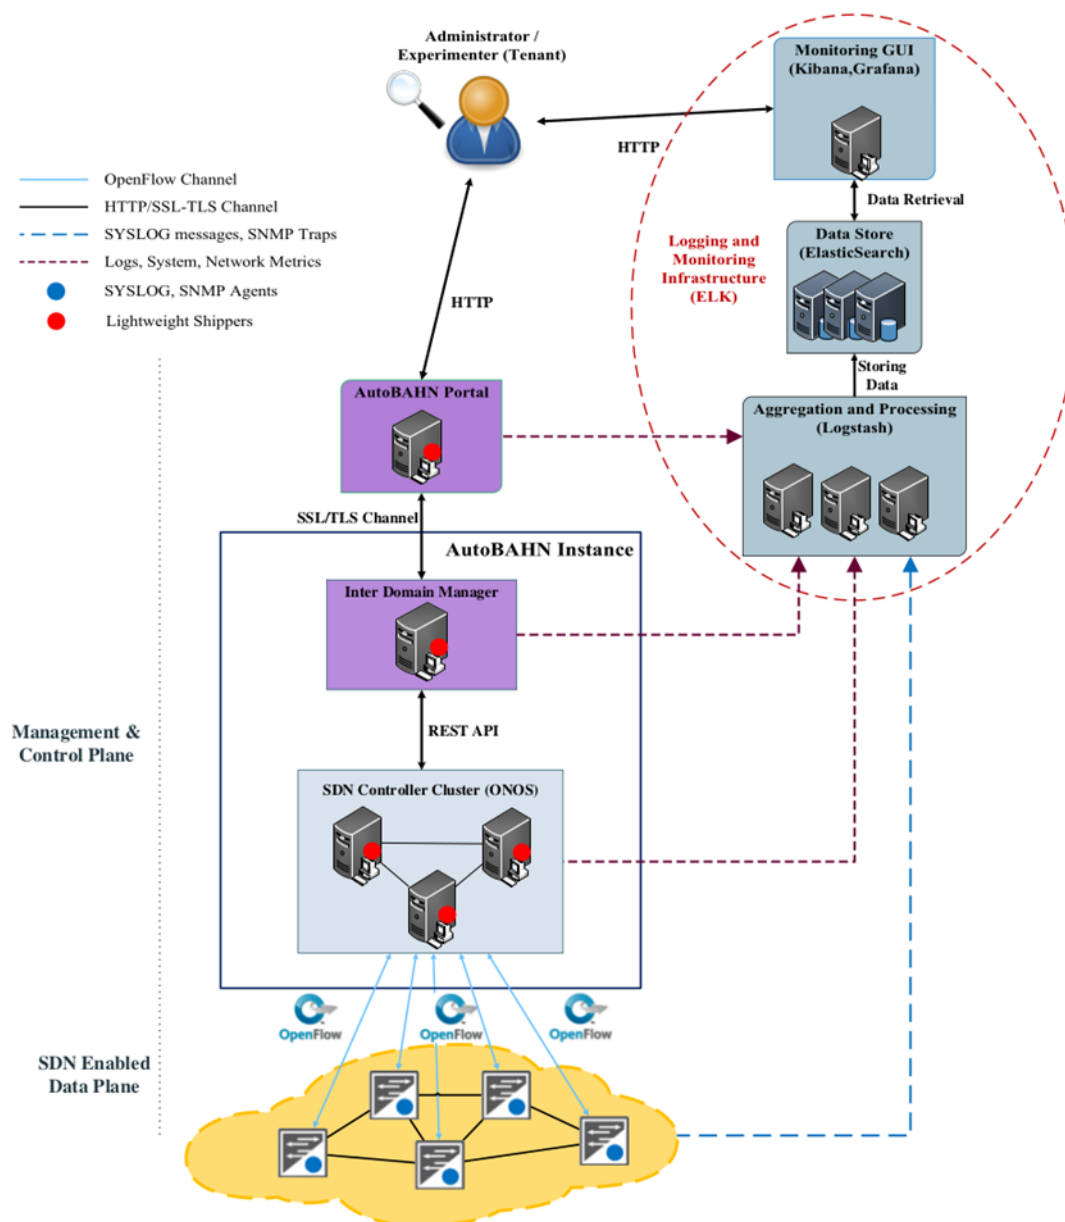 Administrator /
Experimenter (Tenant)
Monitoring GUI
(Kibana,Grafana)
HTTP
OpenFlow Channel
HTTP/SSL-TLS Channel
SYSLOG messages, SNMP Traps
Logs, System, Network Metrics
SYSLOG, SNMP Agents
Lightweight Shippers
Data Retrieval
Logging and
Monitoring
Infrastructure
(ELK)
Data Store
(ElasticSearch)
HTTP
Storing
Data
AutoBAHN Portal
Aggregation and Processing
(Logstash)
SSL/TLS Channel
AutoBAHN Instance
Inter Domain Manager
REST API
Management &
Control Plane
SDN Controller Cluster (ONOS)
OpenFlow
OpenFlow
OpenFlow
SDN Enabled
Data Plane